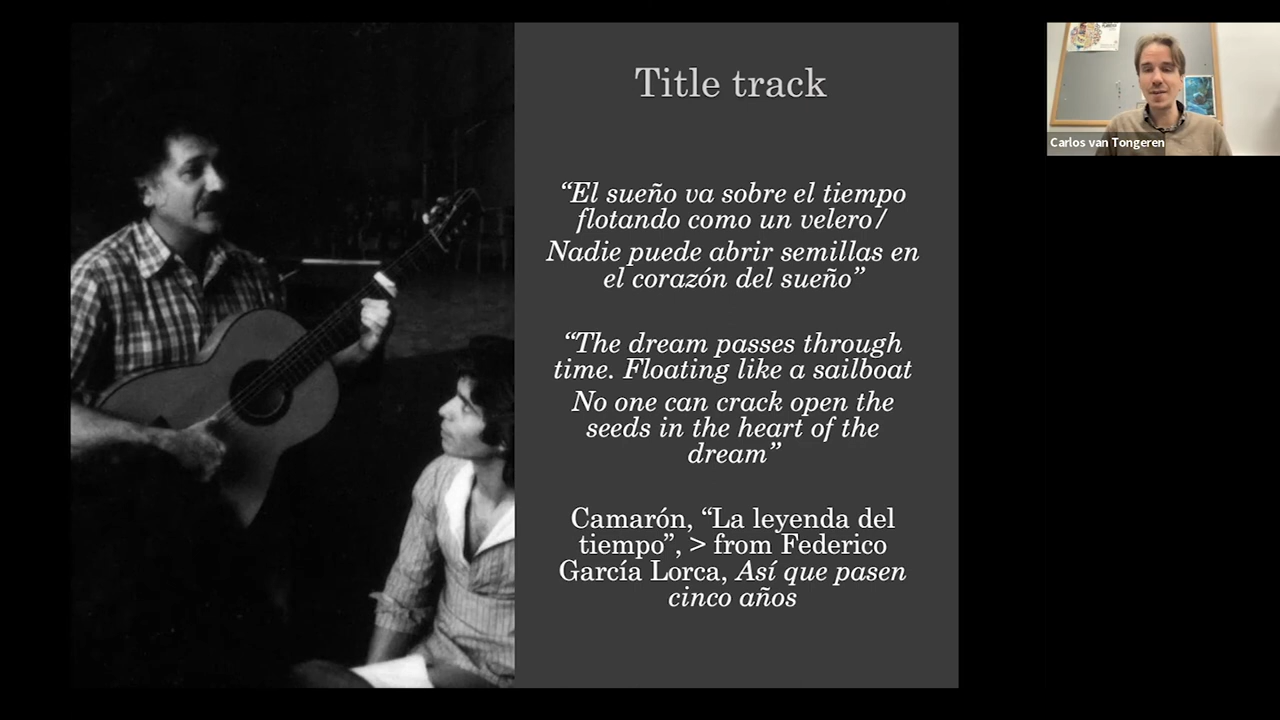 Title track
“El sueño va sobre el tiempo
flotando como un velero/
Nadie puede abrir semillas en
el corazón del sueño”
“The dream passes through
time. Floating like a sailboat
No one can crack open the
seeds in the heart of the
dream”
Camarón, “La leyenda del
tiempo”, > from Federico
García Lorca, Así que pasen
cinco años
Carlos van Tongeren